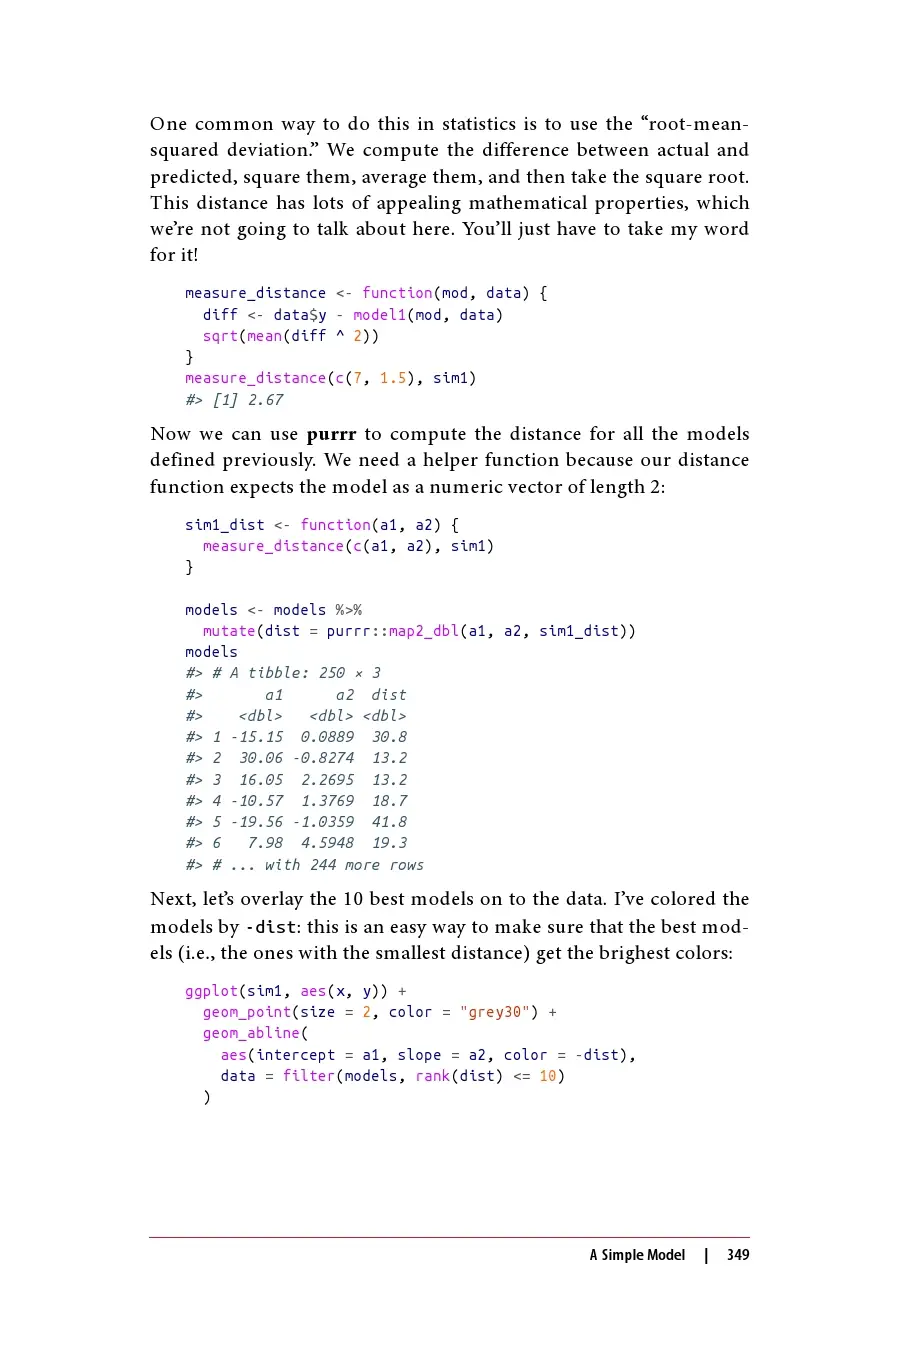 One common way to do this in statistics is to use the “root-mean-
squared deviation.” We compute the difference between actual and
predicted, square them, average them, and then take the square root.
This distance has lots of appealing mathematical properties, which
we’re not going to talk about here. You’ll just have to take my word
for it!
measure_distance <- function(mod, data) {
  diff <- data$y - model1(mod, data)
  sqrt(mean(diff ^ 2))
}
measure_distance(c(7, 1.5), sim1)
#> [1] 2.67
Now we can use purrr to compute the distance for all the models
defined previously. We need a helper function because our distance
function expects the model as a numeric vector of length 2:
sim1_dist <- function(a1, a2) {
  measure_distance(c(a1, a2), sim1)
}
models <- models %>%
  mutate(dist = purrr::map2_dbl(a1, a2, sim1_dist))
models
#> # A tibble: 250 × 3
#>       a1      a2  dist
#>    <dbl>   <dbl> <dbl>
#> 1 -15.15  0.0889  30.8
#> 2  30.06 -0.8274  13.2
#> 3  16.05  2.2695  13.2
#> 4 -10.57  1.3769  18.7
#> 5 -19.56 -1.0359  41.8
#> 6   7.98  4.5948  19.3
#> # ... with 244 more rows
Next, let’s overlay the 10 best models on to the data. I’ve colored the
models by -dist: this is an easy way to make sure that the best mod-
els (i.e., the ones with the smallest distance) get the brighest colors:
ggplot(sim1, aes(x, y)) +
  geom_point(size = 2, color = "grey30") +
  geom_abline(
    aes(intercept = a1, slope = a2, color = -dist),
    data = filter(models, rank(dist) <= 10)
  )
A Simple Model | 349